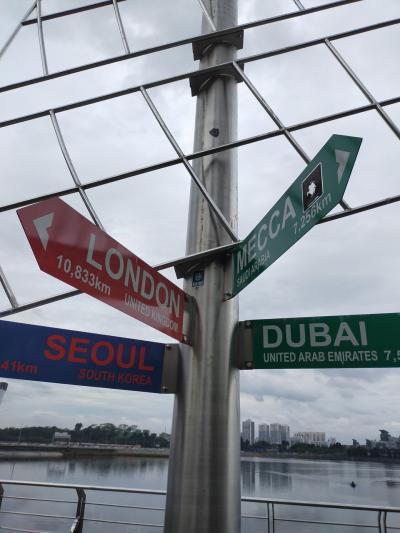 MECCA
SAUDI ARABIA
7,256km
LONDON
10,833km
UNITED KINGDOM
SEOUL
41km
SOUTH KOREA
DUBAI
UNITED ARAB EMIRATES